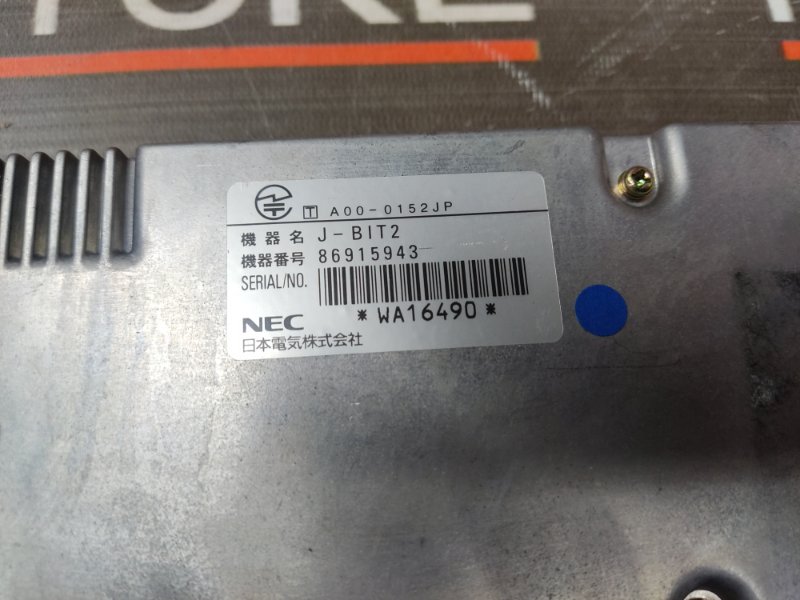 T A00-0152JP
機器名 J-BIT2
機器番号 86915943
SERIAL/NO.
*WA16490*
NEC
日本電気株式会社